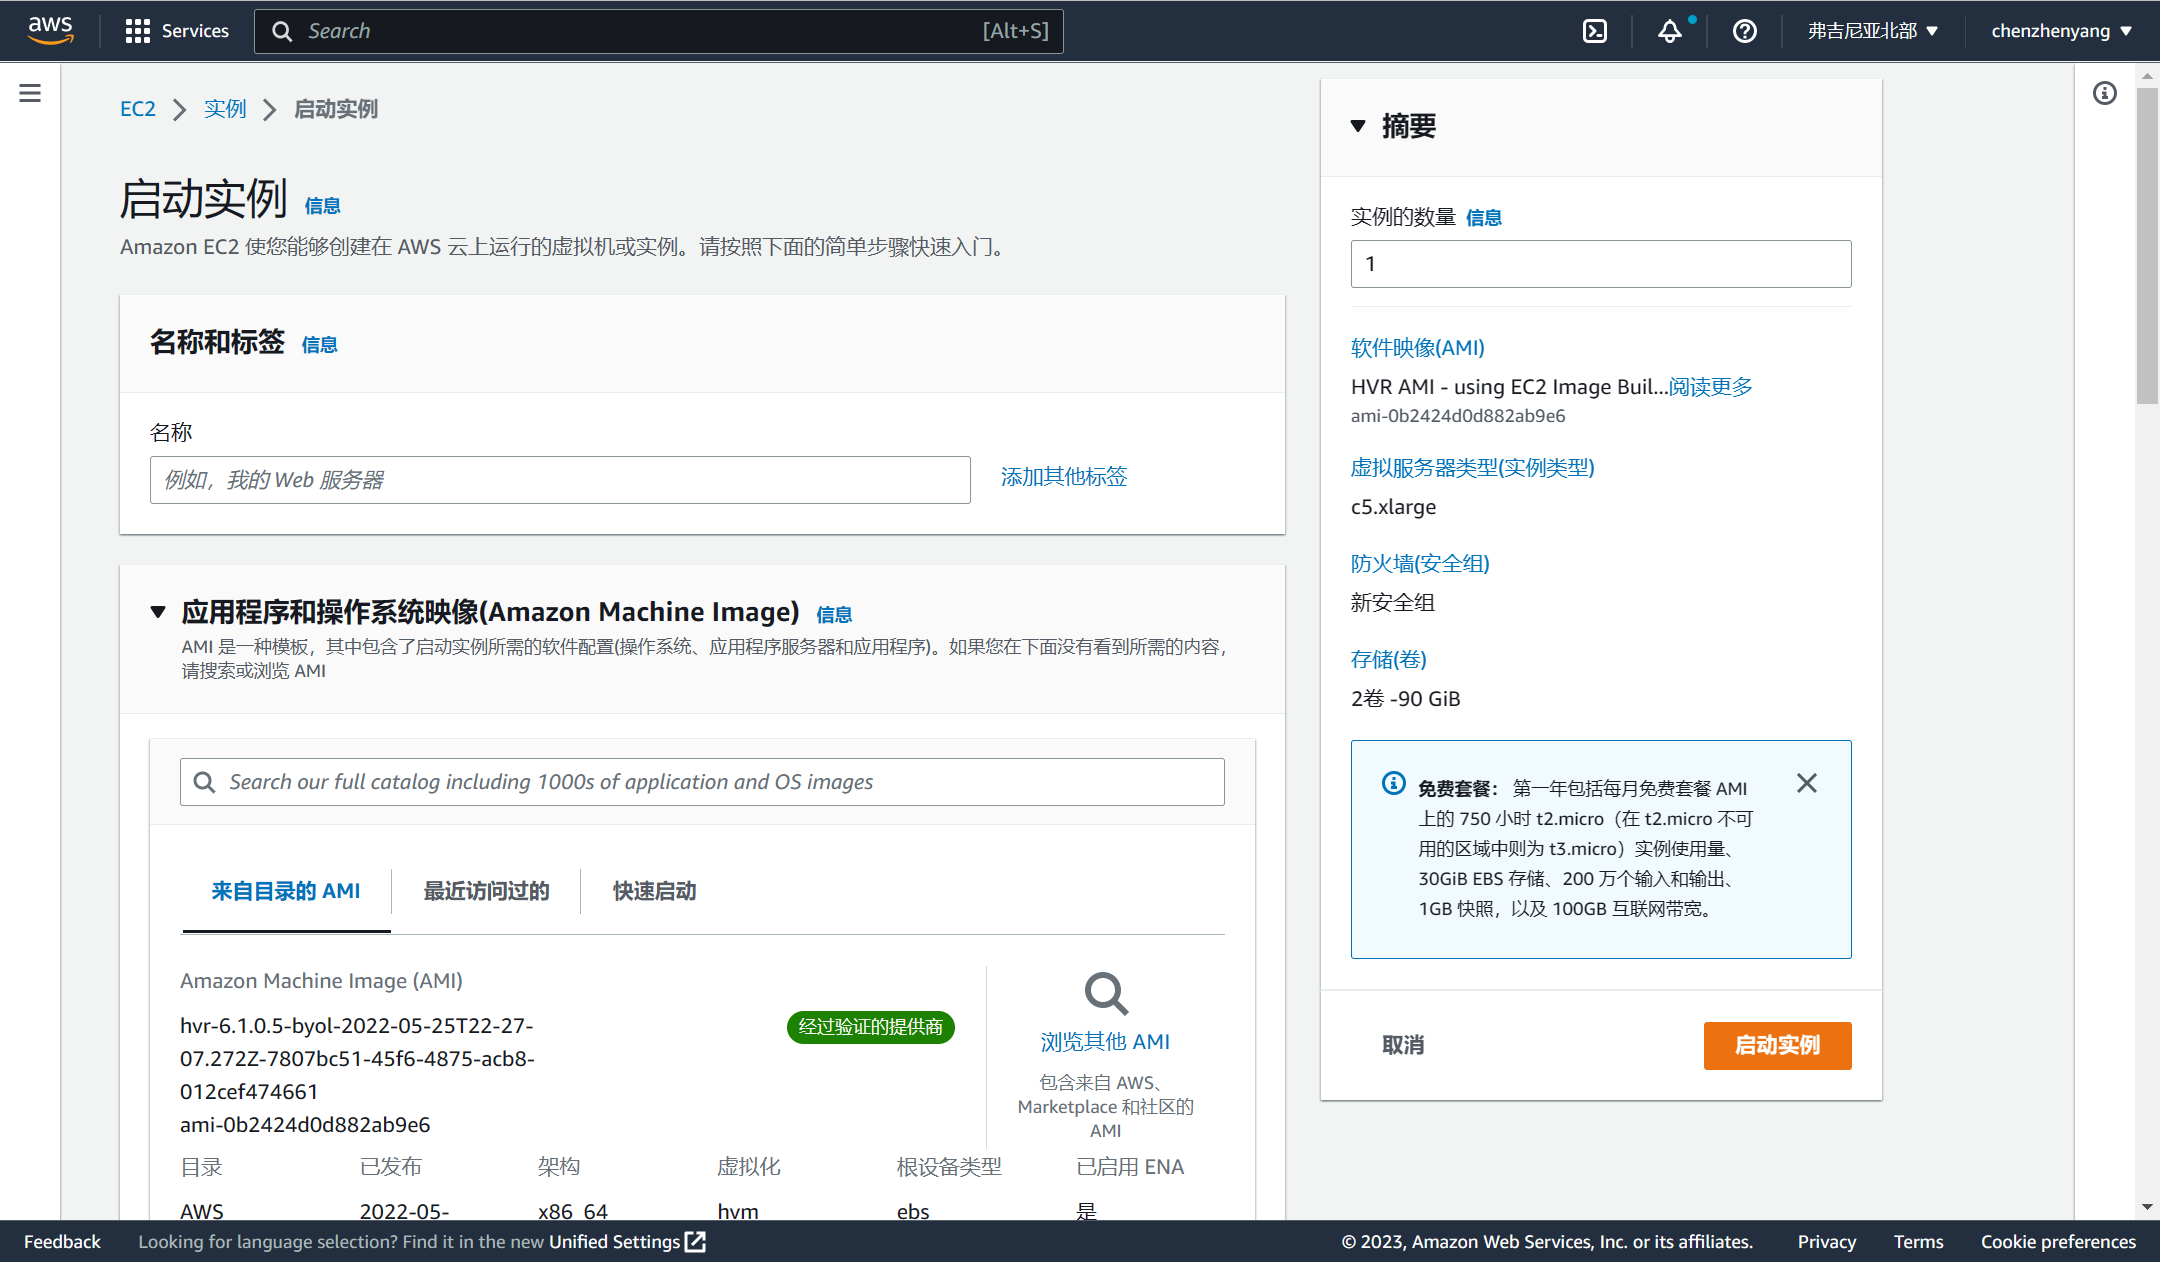 aws
Services
Search
[Alt+S]
弗吉尼亚北部
chenzhenyang
EC2
实例
启动实例
启动实例 信息
Amazon EC2 使您能够创建在 AWS 云上运行的虚拟机或实例。请按照下面的简单步骤快速入门。
名称和标签 信息
名称
例如，我的 Web 服务器
添加其他标签
应用程序和操作系统映像(Amazon Machine Image) 信息
AMI 是一种模板，其中包含了启动实例所需的软件配置(操作系统、应用程序服务器和应用程序)。如果您在下面没有看到所需的内容，
请搜索或浏览 AMI
Search our full catalog including 1000s of application and OS images
来自目录的 AMI
最近访问过的
快速启动
Amazon Machine Image (AMI)
hvr-6.1.0.5-byol-2022-05-25T22-27-
07.272Z-7807bc51-45f6-4875-acb8-
012cef474661
ami-0b2424d0d882ab9e6
经过验证的提供商
浏览其他 AMI
包含来自 AWS、
Marketplace 和社区的
AMI
目录 已发布 架构 虚拟化 根设备类型 已启用 ENA
AWS 2022-05- x86_64 hvm ebs 是
摘要
实例的数量 信息
1
软件映像(AMI)
HVR AMI - using EC2 Image Buil...阅读更多
ami-0b2424d0d882ab9e6
虚拟服务器类型(实例类型)
c5.xlarge
防火墙(安全组)
新安全组
存储(卷)
2卷 -90 GiB
免费套餐： 第一年包括每月免费套餐 AMI
上的 750 小时 t2.micro（在 t2.micro 不可
用的区域中则为 t3.micro）实例使用量、
30GiB EBS 存储、200 万个输入和输出、
1GB 快照，以及 100GB 互联网带宽。
取消
启动实例
Feedback
Looking for language selection? Find it in the new Unified Settings
© 2023, Amazon Web Services, Inc. or its affiliates.
Privacy
Terms
Cookie preferences